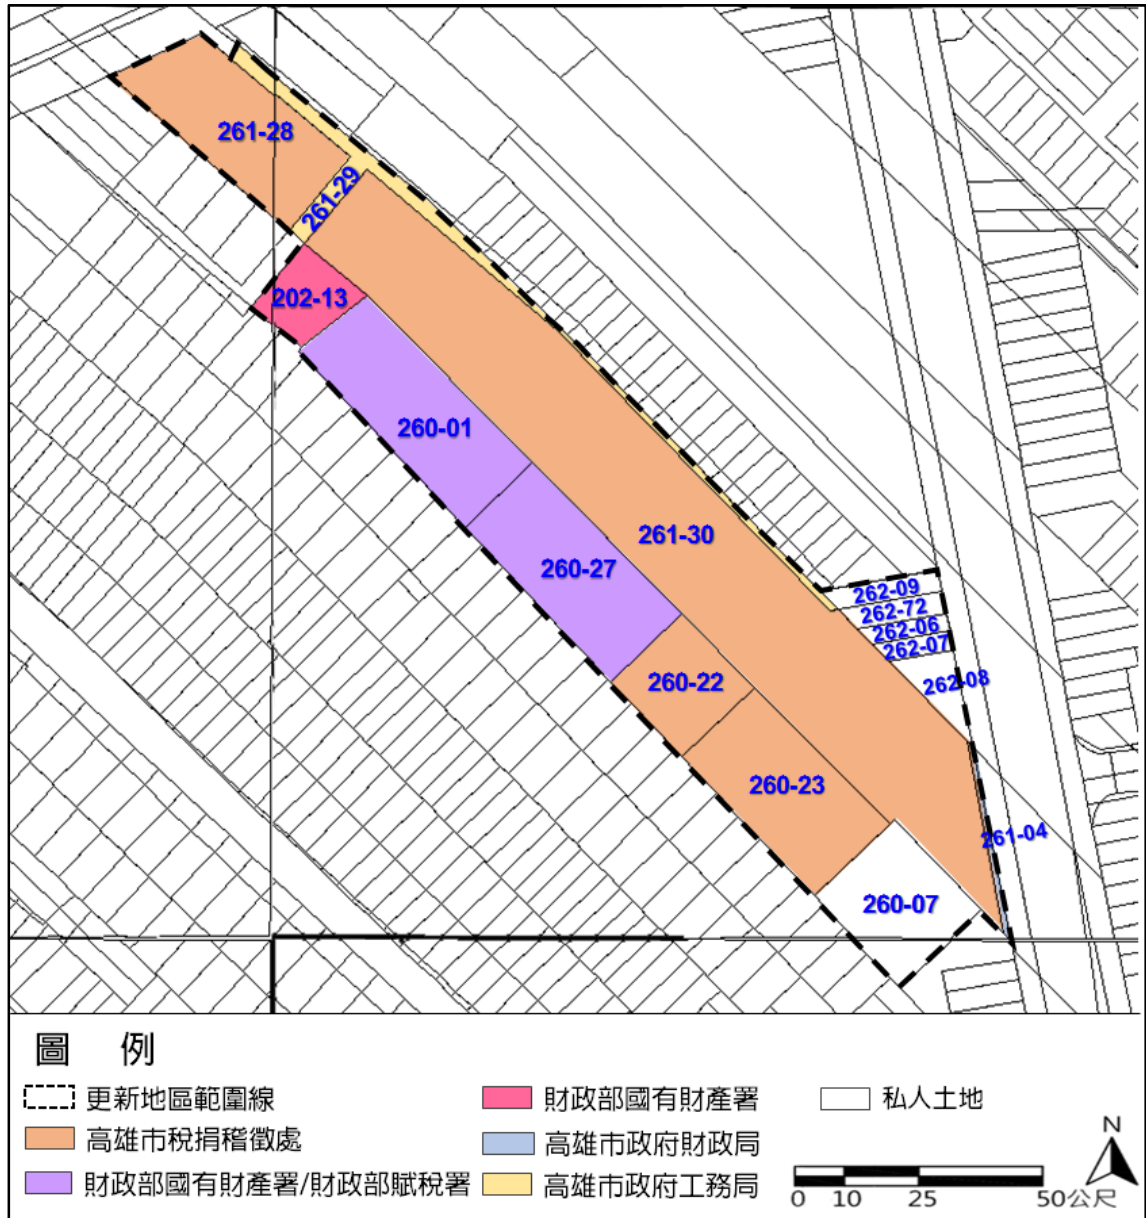 261-28
261-29
202-13
260-01
261-30
260-27
262-09
262-72
262-06
262-07
260-22
262-08
260-23
261-04
260-07
圖 例
更新地區範圍線
財政部國有財產署
私人土地
高雄市稅捐稽徵處
高雄市政府財政局
財政部國有財產署/財政部賦稅署
高雄市政府工務局
N
0 10 25 50公尺